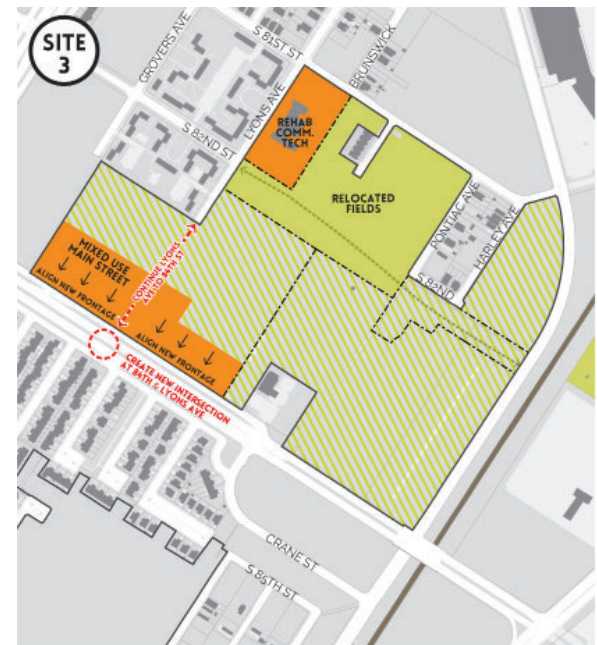 SITE
3
GROVERS AVE
S 81ST ST
BRUNSWICK
LYONS AVE
REHAB
COMM.
TECH
S 82ND ST
RELOCATED
FIELDS
PONTIAC AVE
HARLEY AVE
S 82ND
MIXED USE
MAIN STREET
CONTINUE LYONS
AVE TO 84TH ST
ALIGN NEW FRONTAGE
ALIGN NEW FRONTAGE
CREATE NEW INTERSECTION
AT 84TH & LYONS AVE
CRANE ST
S 85TH ST